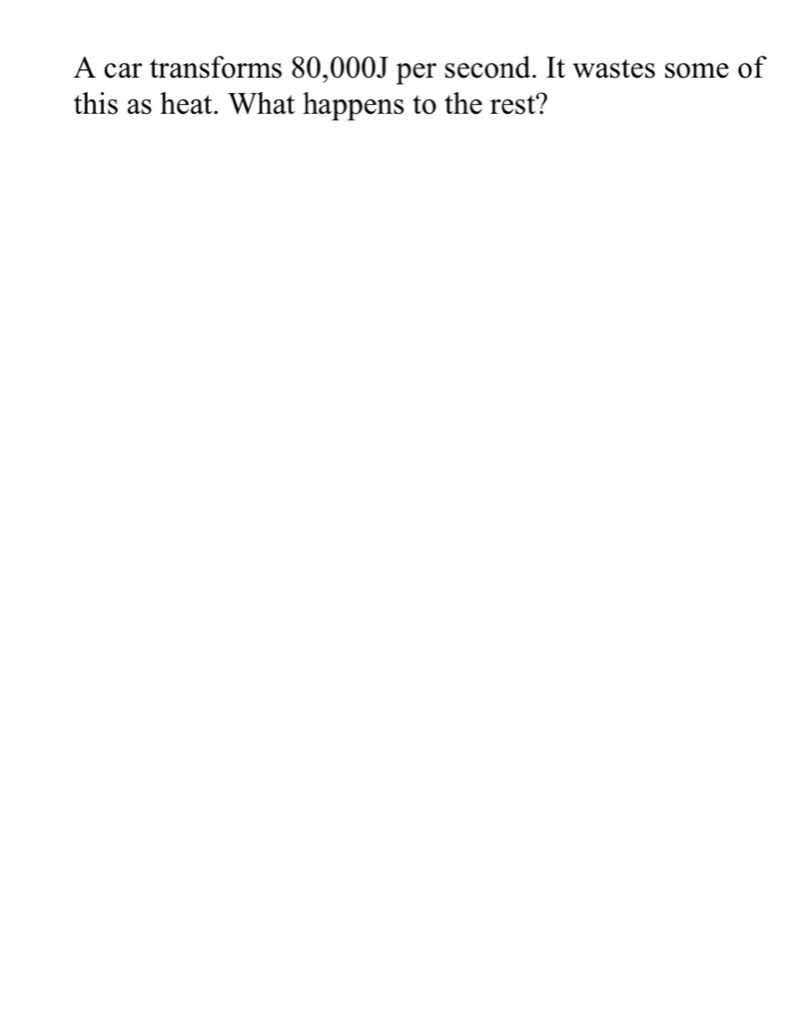 A car transforms 80,000J per second. It wastes some of
this as heat. What happens to the rest?